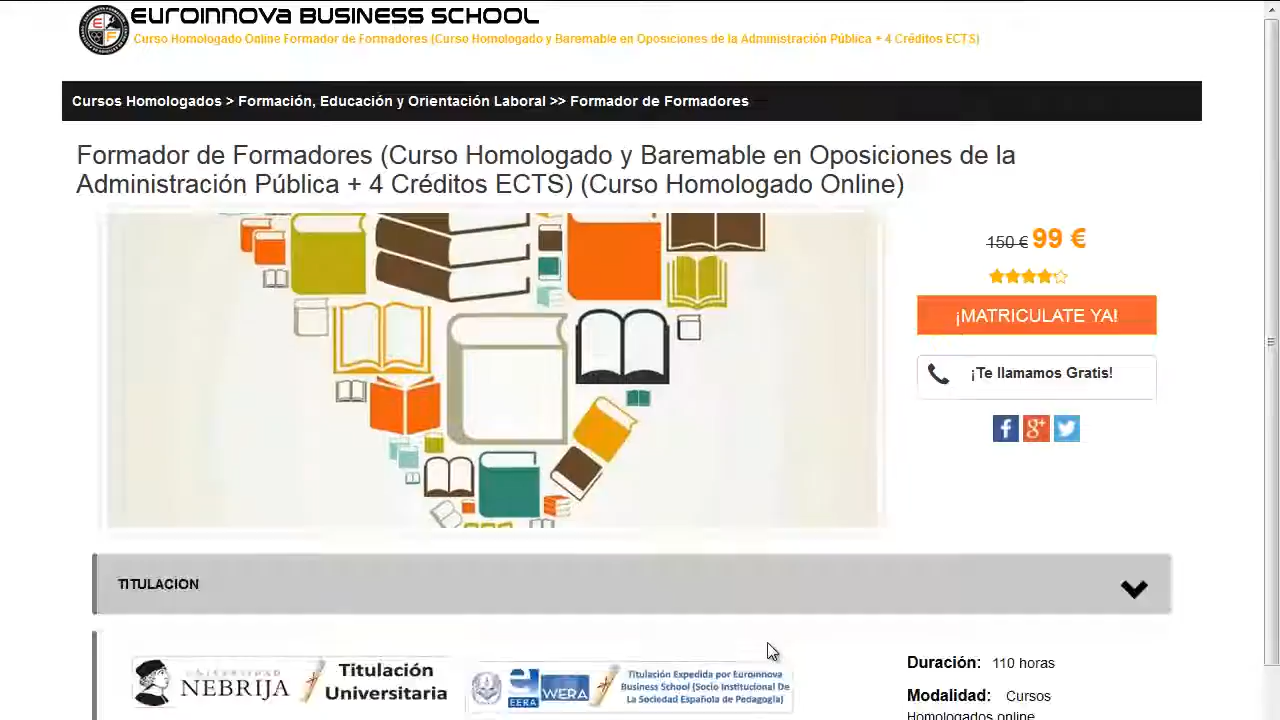 EUROINNOVA BUSINESS SCHOOL
Curso Homologado Online Formador de Formadores (Curso Homologado y Baremable en Oposiciones de la Administración Pública + 4 Créditos ECTS)
Cursos Homologados > Formación, Educación y Orientación Laboral >> Formador de Formadores
Formador de Formadores (Curso Homologado y Baremable en Oposiciones de la
Administración Pública + 4 Créditos ECTS) (Curso Homologado Online)
150 € 99 €
¡MATRICULATE YA!
¡Te llamamos Gratis!
TITULACION
UNIVERSIDAD
NEBRIJA
Titulación
Universitaria
EERA
WERA
Titulación Expedida por Euroinnova
Business School (Socio Institucional De
La Sociedad Española de Pedagogía)
Duración: 110 horas
Modalidad: Cursos
Homologados online